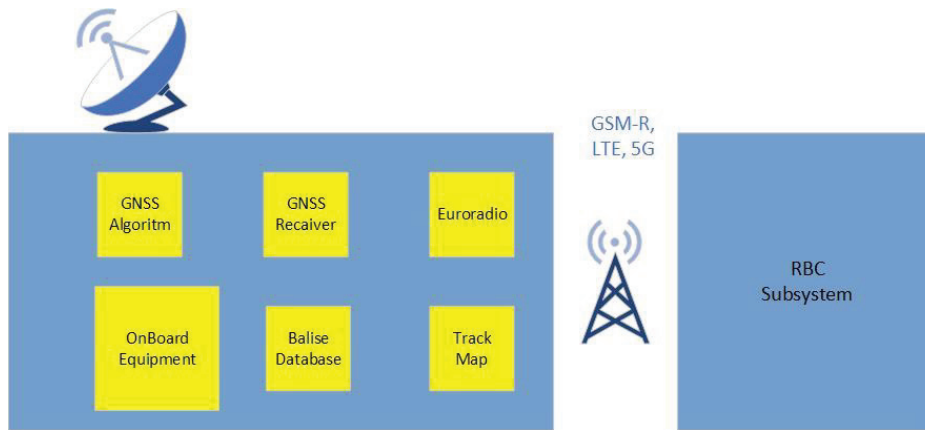 GSM-R,
LTE, 5G
GNSS
Algoritm
GNSS
Recaiver
Euroradio
RBC
Subsystem
OnBoard
Equipment
Balise
Database
Track
Map